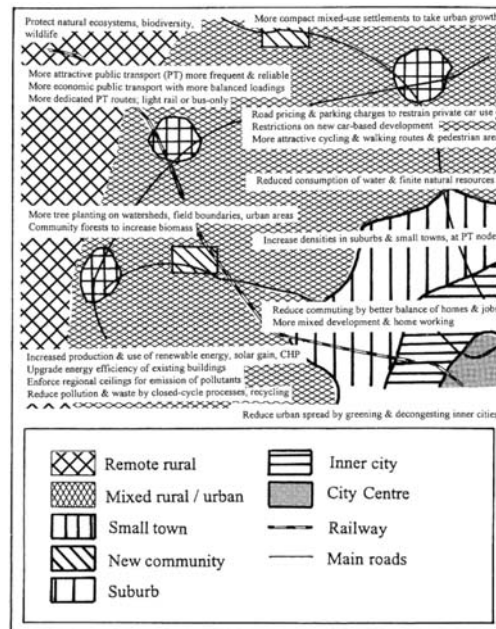 Protect natural ecosystems, biodiversity,
wildlife
More compact mixed-use settlements to take urban growth
More attractive public transport (PT) more frequent & reliable
More economic public transport with more balanced loadings
More dedicated PT routes; light rail or bus-only
Road pricing & parking charges to restrain private car use
Restrictions on new car-based development
More attractive cycling & walking routes & pedestrian are
Reduced consumption of water & finite natural resources
More tree planting on watersheds, field boundaries, urban areas
Community forests to increase biomass
Increase densities in suburbs & small towns, at PT node
Reduce commuting by better balance of homes & jobs
More mixed development & home working
Increased production & use of renewable energy, solar gain, CHP
Upgrade energy efficiency of existing buildings
Enforce regional ceilings for emission of pollutants
Reduce pollution & waste by closed-cycle processes, recycling
Reduce urban spread by greening & decongesting inner cities
Remote rural
Mixed rural / urban
Small town
New community
Suburb
Inner city
City Centre
Railway
Main roads